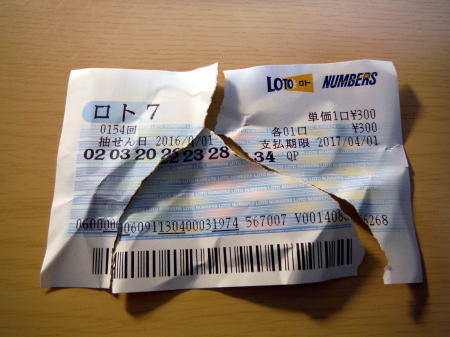 LOTO ロト NUMBERS
ロト7
単価1口¥300
0154回 各01口 ¥300
抽せん日 支払期限 2017/04/01
02 03 20 22 23 28 34 QP
567007